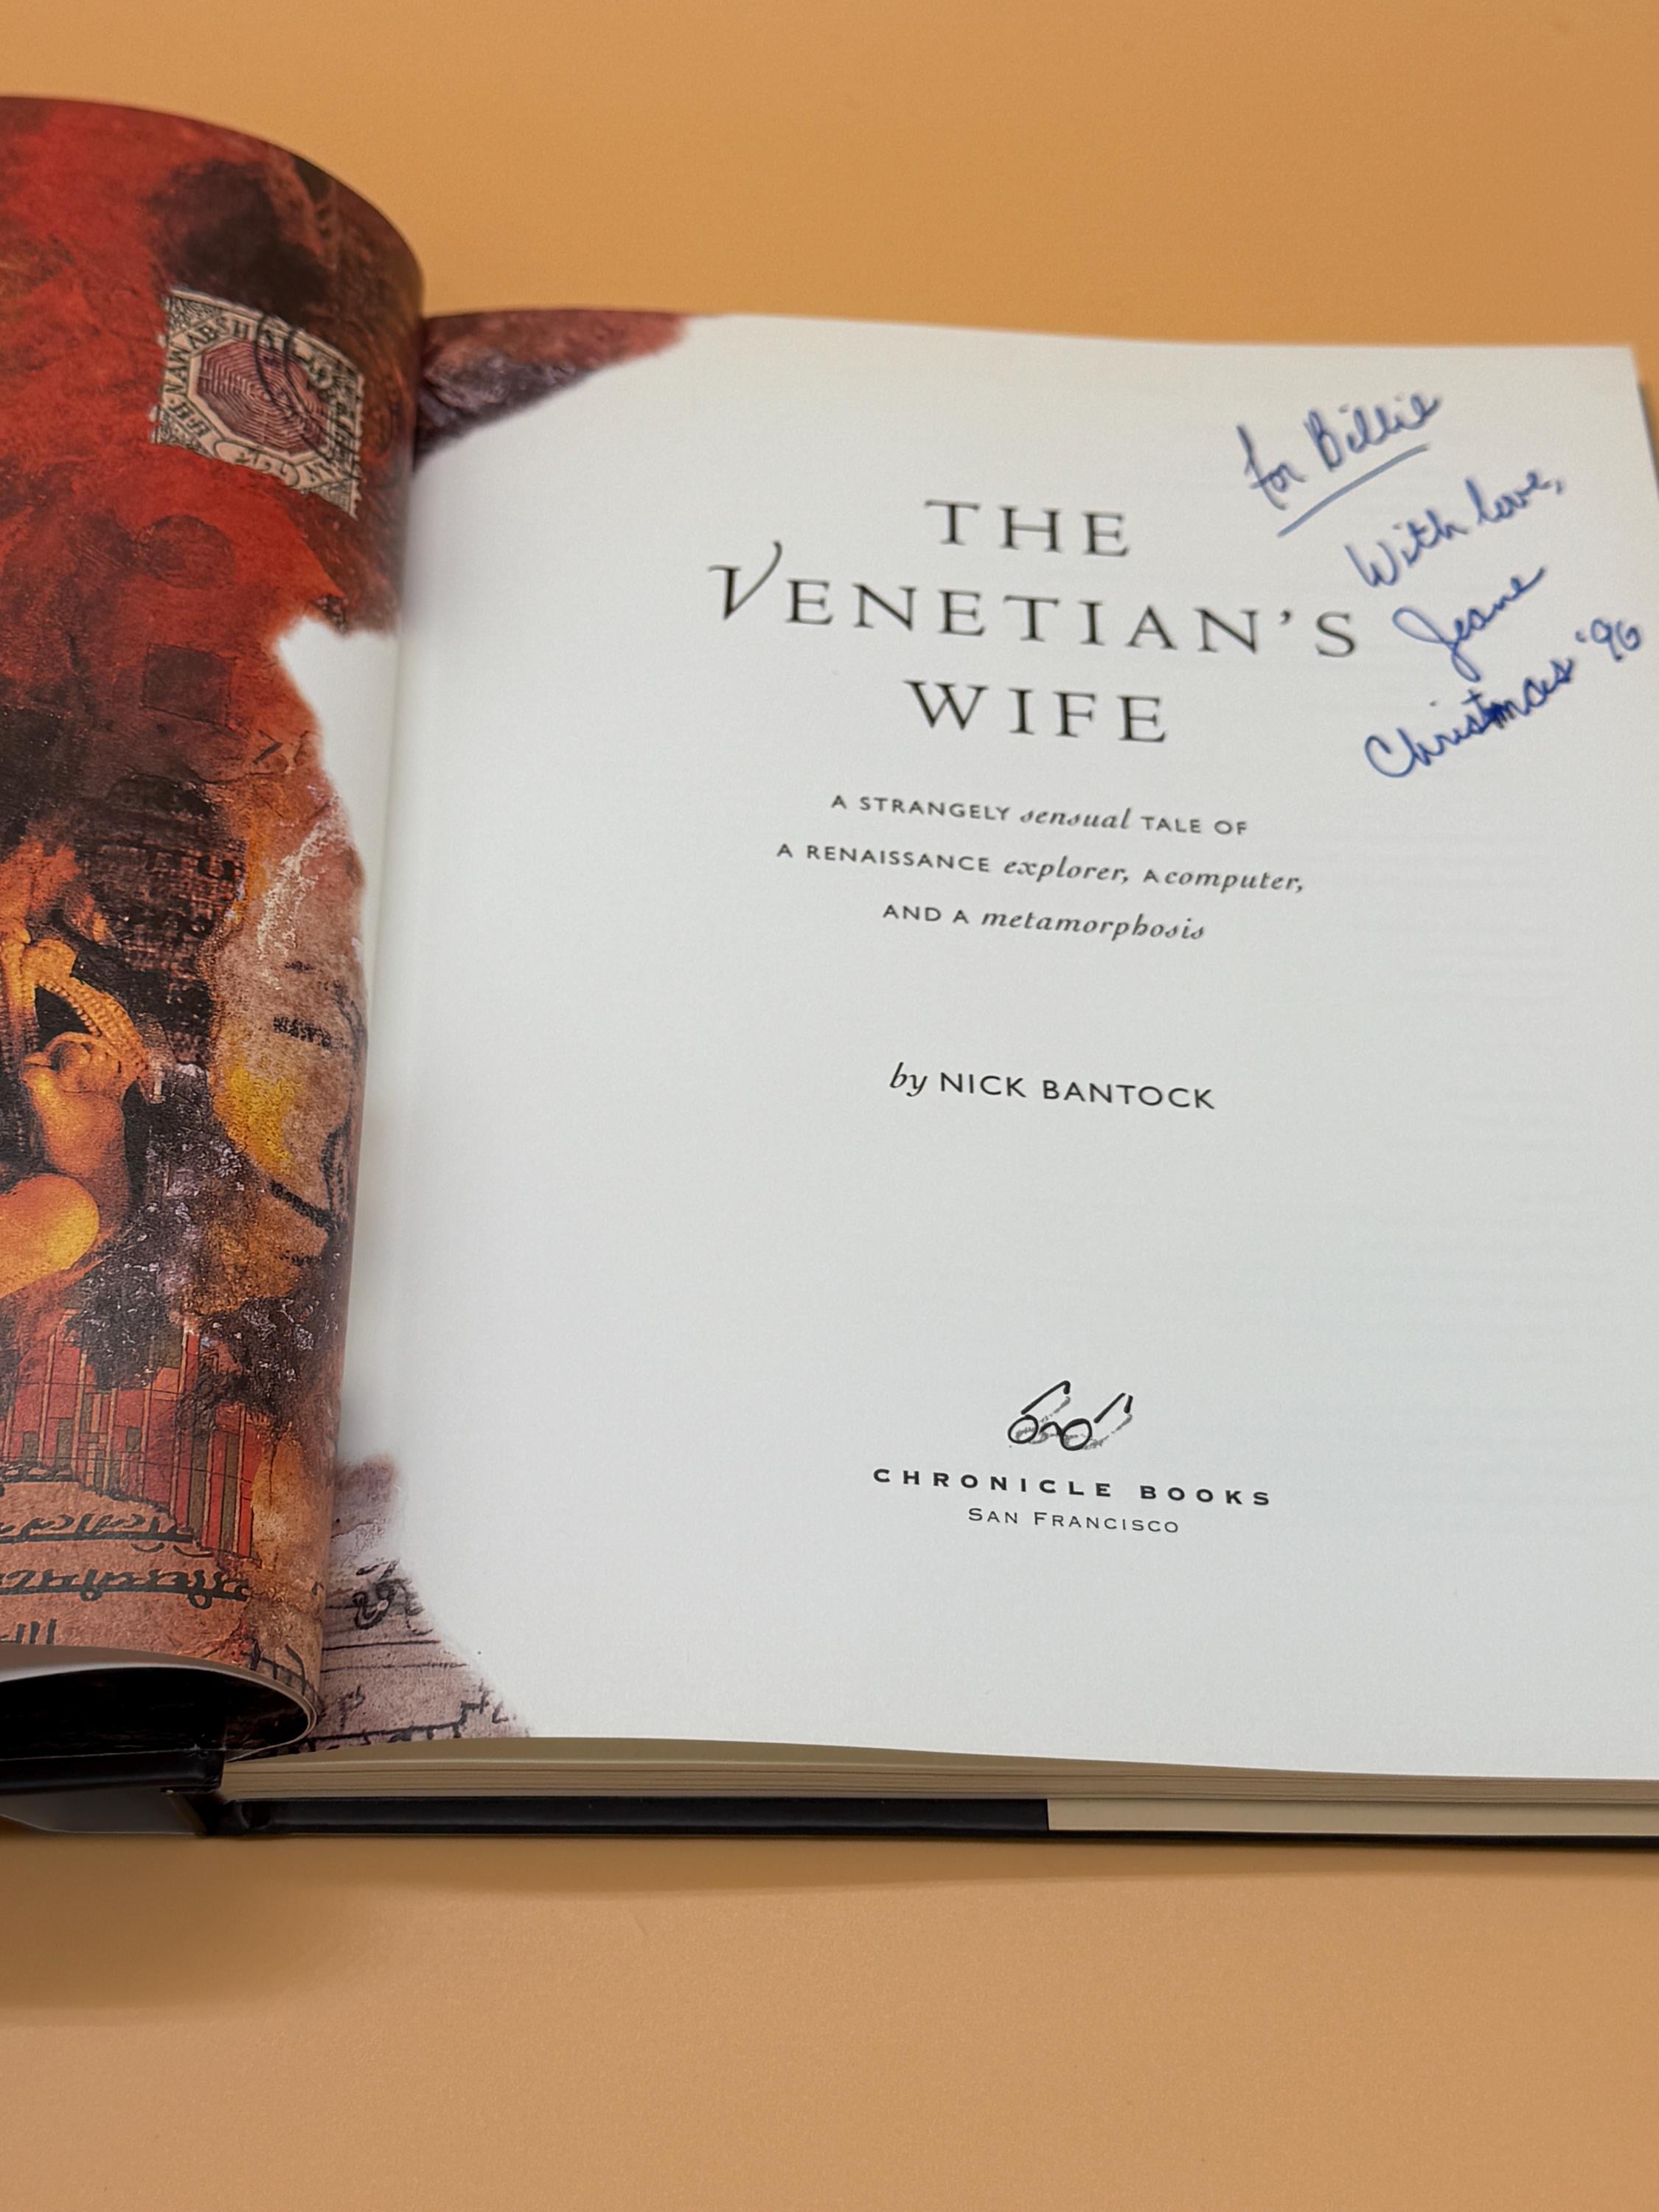 For Billie
With love,
Jeane
Christmas '96
THE
VENETIAN'S
WIFE
A STRANGELY sensual TALE OF
A RENAISSANCE explorer, A computer,
AND A metamorphosis
by NICK BANTOCK
CHRONICLE BOOKS
SAN FRANCISCO